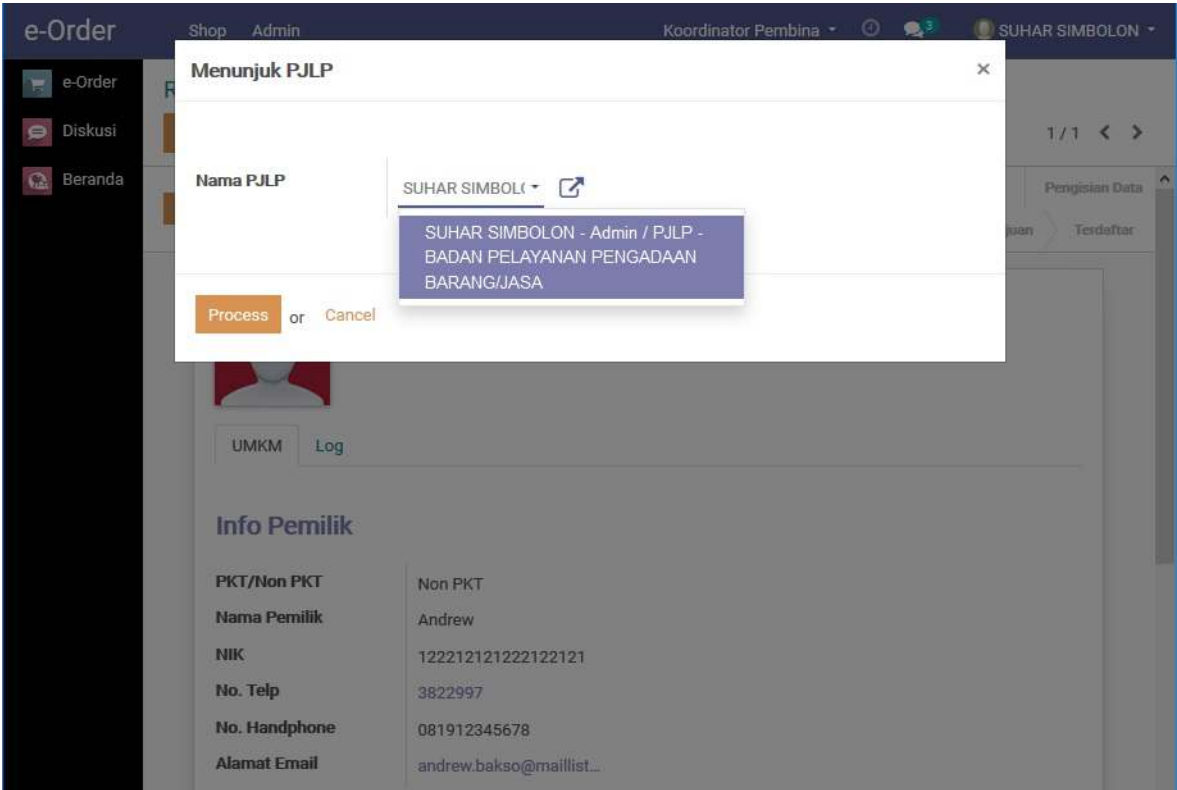 e-Order Shop Admin Koordinator Pembina 3 SUHAR SIMBOLON
e-Order
Diskusi
Beranda
Menunjuk PJLP ×
1 / 1
Nama PJLP SUHAR SIMBOL(
SUHAR SIMBOLON - Admin / PJLP -
BADAN PELAYANAN PENGADAAN
BARANG/JASA
Pengisian Data
juan Terdaftar
Process or Cancel
UMKM Log
Info Pemilik
PKT/Non PKT Non PKT
Nama Pemilik Andrew
NIK 122212121222122121
No. Telp 3822997
No. Handphone 081912345678
Alamat Email andrew.bakso@maillist...